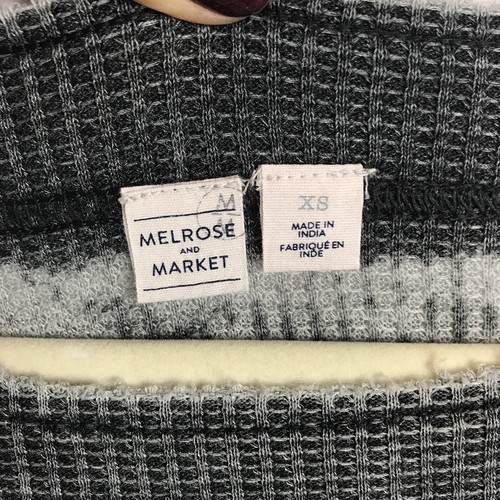 M
M
MELROSE
AND
MARKET
XS
MADE IN
INDIA
FABRIQUÉ EN
INDE